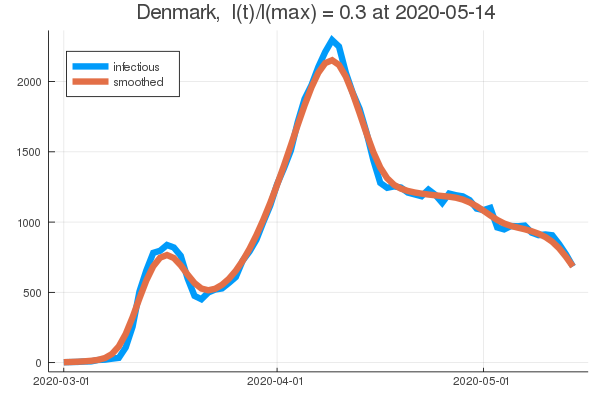 Denmark, I(t)/I(max) = 0.3 at 2020-05-14
infectious
smoothed
2000
1500
1000
500
0
2020-03-01 2020-04-01 2020-05-01